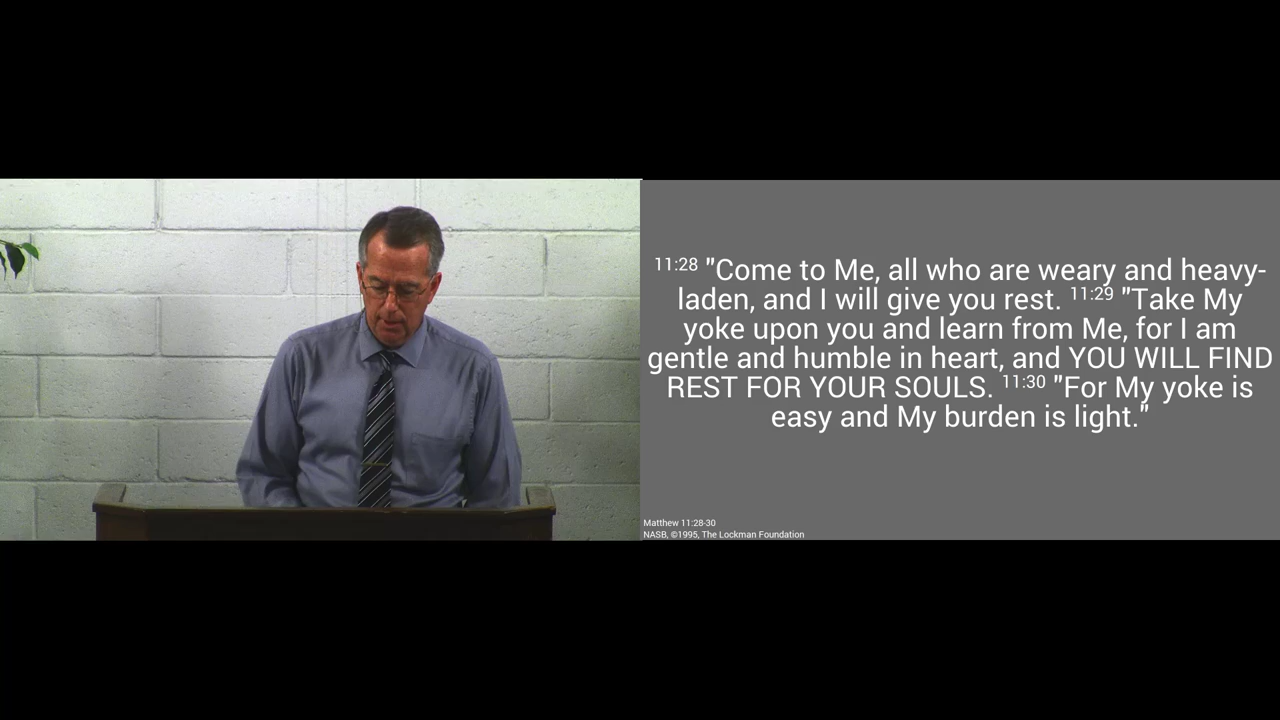 11:28 "Come to Me, all who are weary and heavy-
laden, and I will give you rest. 11:29 "Take My
yoke upon you and learn from Me, for I am
gentle and humble in heart, and YOU WILL FIND
REST FOR YOUR SOULS. 11:30 "For My yoke is
easy and My burden is light."
Matthew 11:28-30
NASB, ©1995, The Lockman Foundation